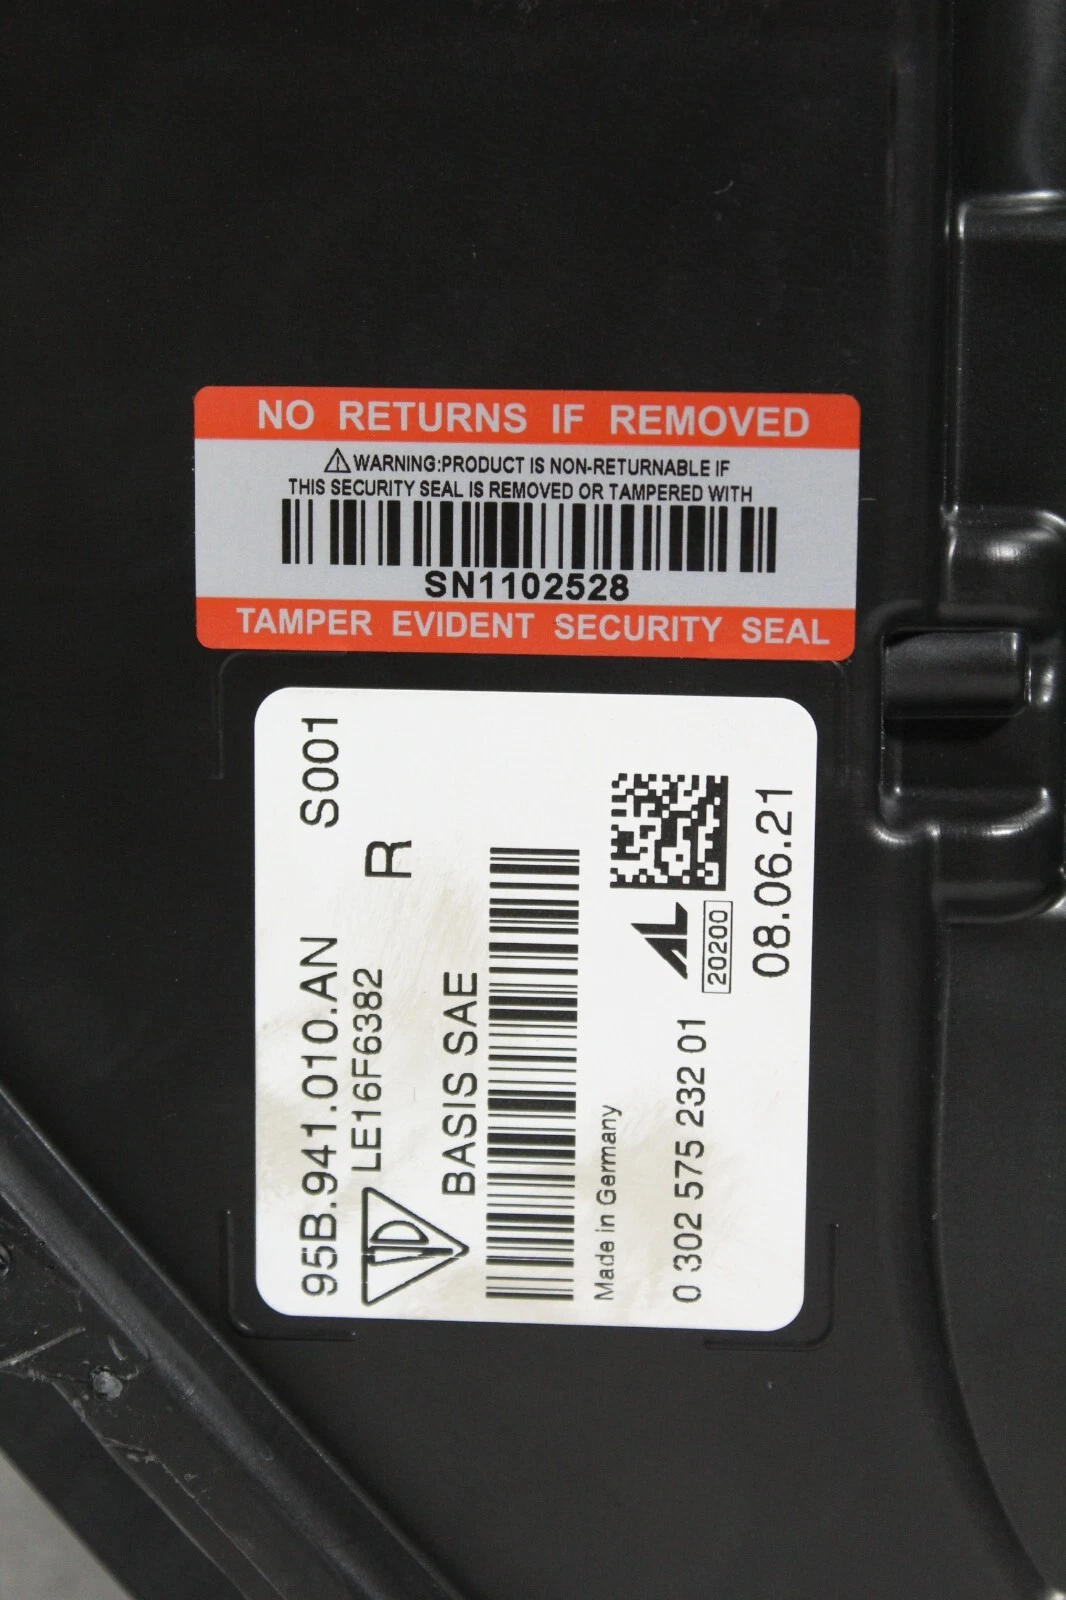 NO RETURNS IF REMOVED
WARNING:PRODUCT IS NON-RETURNABLE IF
THIS SECURITY SEAL IS REMOVED OR TAMPERED WITH
SN1102528
TAMPER EVIDENT SECURITY SEAL
95B.941.010.AN S001
LE16F6382 R
BASIS SAE
Made in Germany
AL
0 302 575 232 01 20200
08.06.21